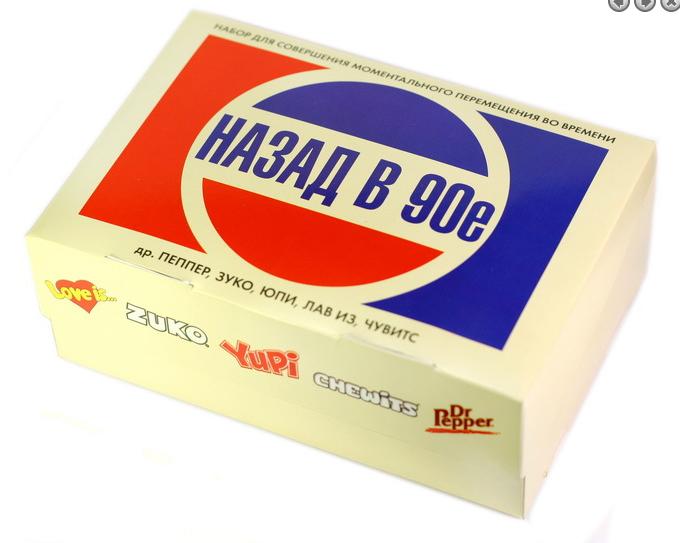 НАБОР ДЛЯ СОВЕРШЕНИЯ МОМЕНТАЛЬНОГО ПЕРЕМЕЩЕНИЯ ВО ВРЕМЕНИ
НАЗАД В 90е
др. ПЕППЕР, ЗУКО, ЮПИ, ЛАВ ИЗ, ЧУВИТС
Love is...
ZUKO
YUPi
CHEWiTS
Dr
Pepper